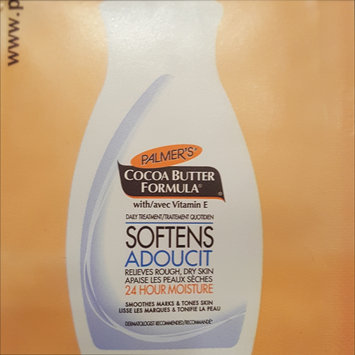 www.p
PALMER'S®
COCOA BUTTER
FORMULA®
with/avec Vitamin E
DAILY TREATMENT/TRAITEMENT QUOTIDIEN
SOFTENS
ADOUCIT
RELIEVES ROUGH, DRY SKIN
APAISE LES PEAUX SÈCHES
24 HOUR MOISTURE
SMOOTHES MARKS & TONES SKIN
LISSE LES MARQUES & TONIFIE LA PEAU
DERMATOLOGIST RECOMMENDED/RECOMMANDÉ